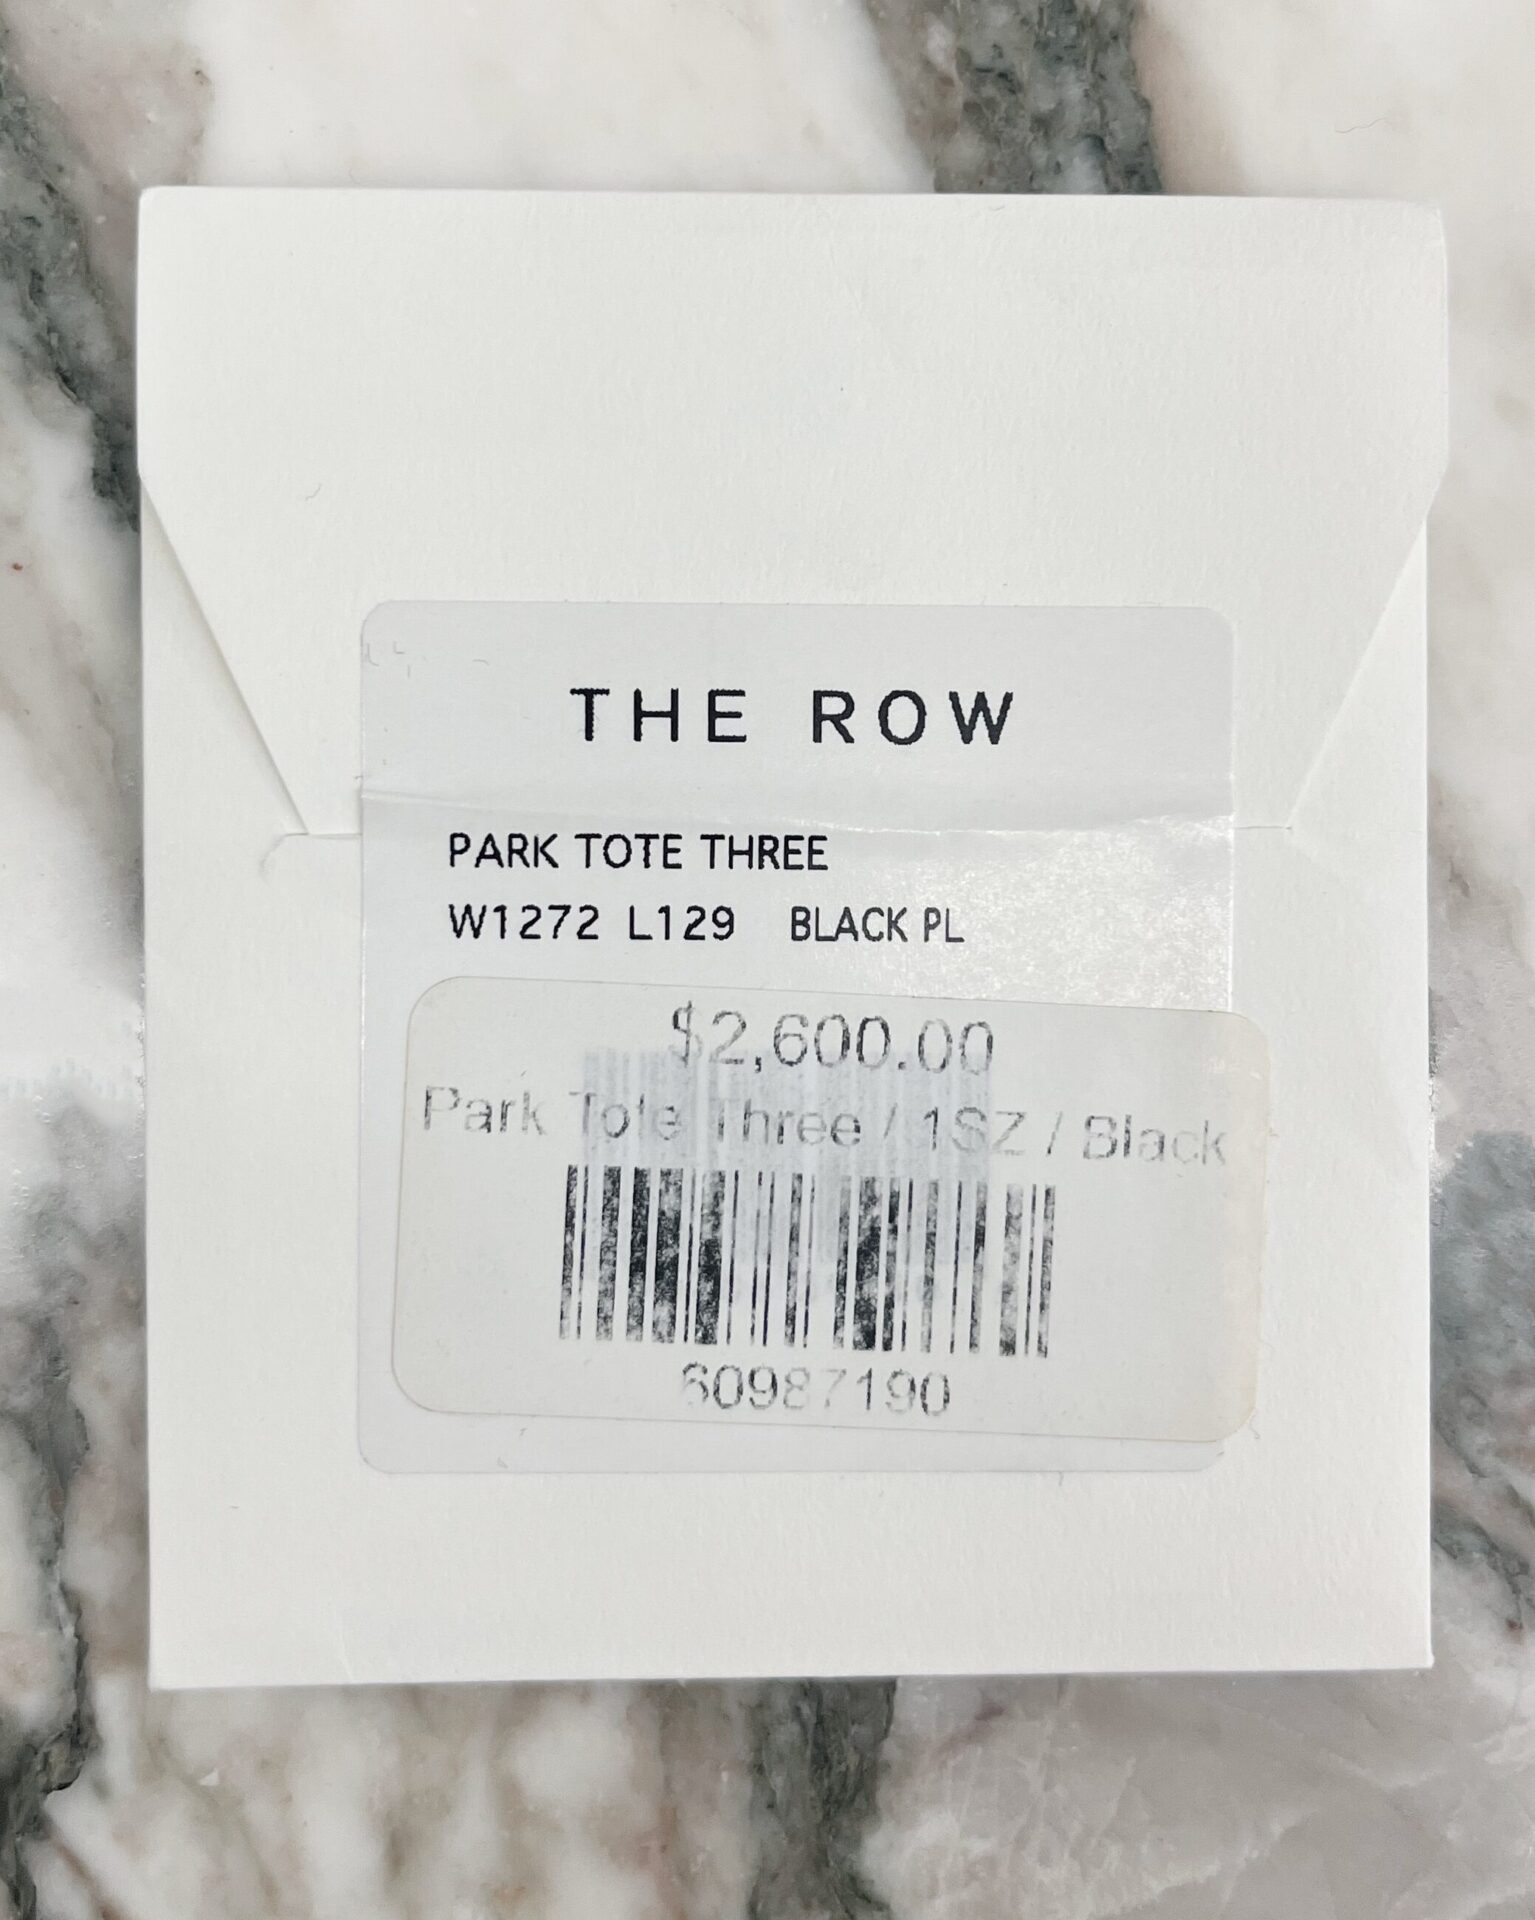 THE ROW
PARK TOTE THREE
W1272 L129 BLACK PL
$2,600.00
Park Tote Three / 1SZ / Black
60987190